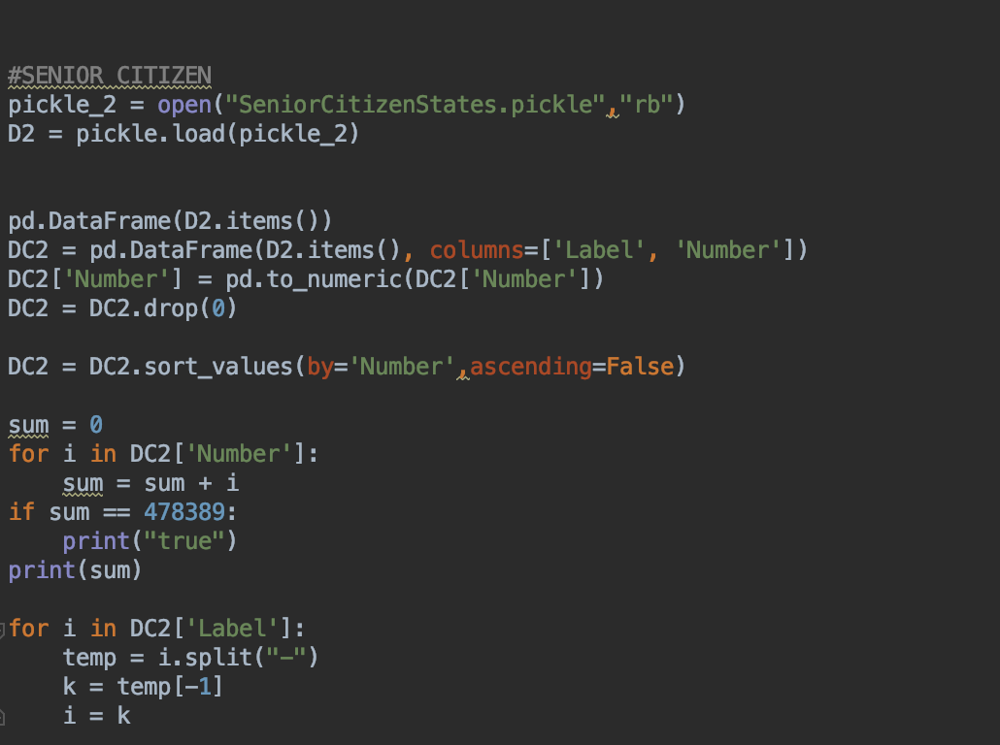 #SENIOR CITIZEN
pickle_2 = open("SeniorCitizenStates.pickle","rb")
D2 = pickle.load(pickle_2)
pd.DataFrame(D2.items())
DC2 = pd.DataFrame(D2.items(), columns=['Label', 'Number'])
DC2['Number'] = pd.to_numeric(DC2['Number'])
DC2 = DC2.drop(0)
DC2 = DC2.sort_values(by='Number',ascending=False)
sum = 0
for i in DC2['Number']:
    sum = sum + i
if sum == 478389:
    print("true")
print(sum)
for i in DC2['Label']:
    temp = i.split("-")
    k = temp[-1]
    i = k